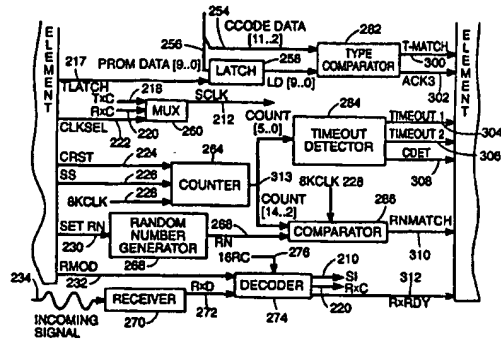 254
CCODE DATA
[11..2]
282
ELEMENT
ELEMENT
256
TYPE
COMPARATOR
T-MATCH
300
217
PROM DATA [9..0]
258
LATCH
ACK3
TLATCH
LD [9..0]
302
TxC
218
SCLK
284
RxC
MUX
212
COUNT
[5..0]
TIMEOUT 1
304
220
260
TIMEOUT
DETECTOR
TIMEOUT 2
CLKSEL
222
264
306
CRST
224
CDET
SS
226
COUNTER
313
308
8KCLK
228
8KCLK 228
COUNT
[14..2]
288
SET RN
RANDOM
NUMBER
GENERATOR
268
RN
COMPARATOR
RNMATCH
230
310
268
16RC
276
210
RMOD
232
SI
312
234
DECODER
RxC
RECEIVER
RxD
220
RxRDY
INCOMING
SIGNAL
270
272
274